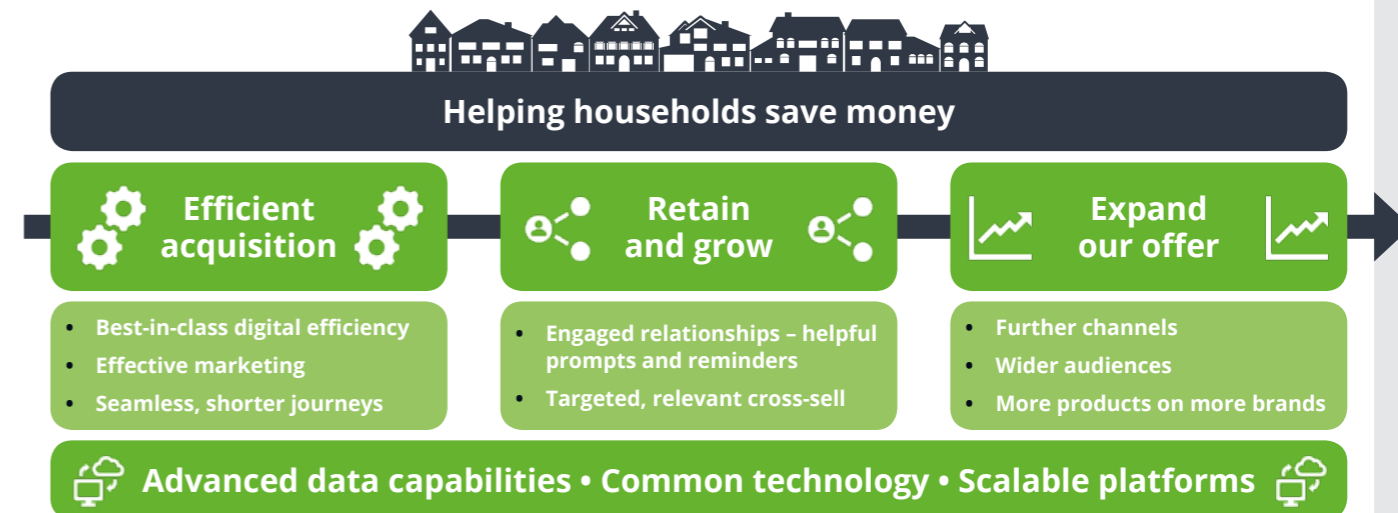 Helping households save money
Efficient
acquisition
Retain
and grow
Expand
our offer
• Best-in-class digital efficiency
• Effective marketing
• Seamless, shorter journeys
• Engaged relationships – helpful
prompts and reminders
• Targeted, relevant cross-sell
• Further channels
• Wider audiences
• More products on more brands
Advanced data capabilities • Common technology • Scalable platforms